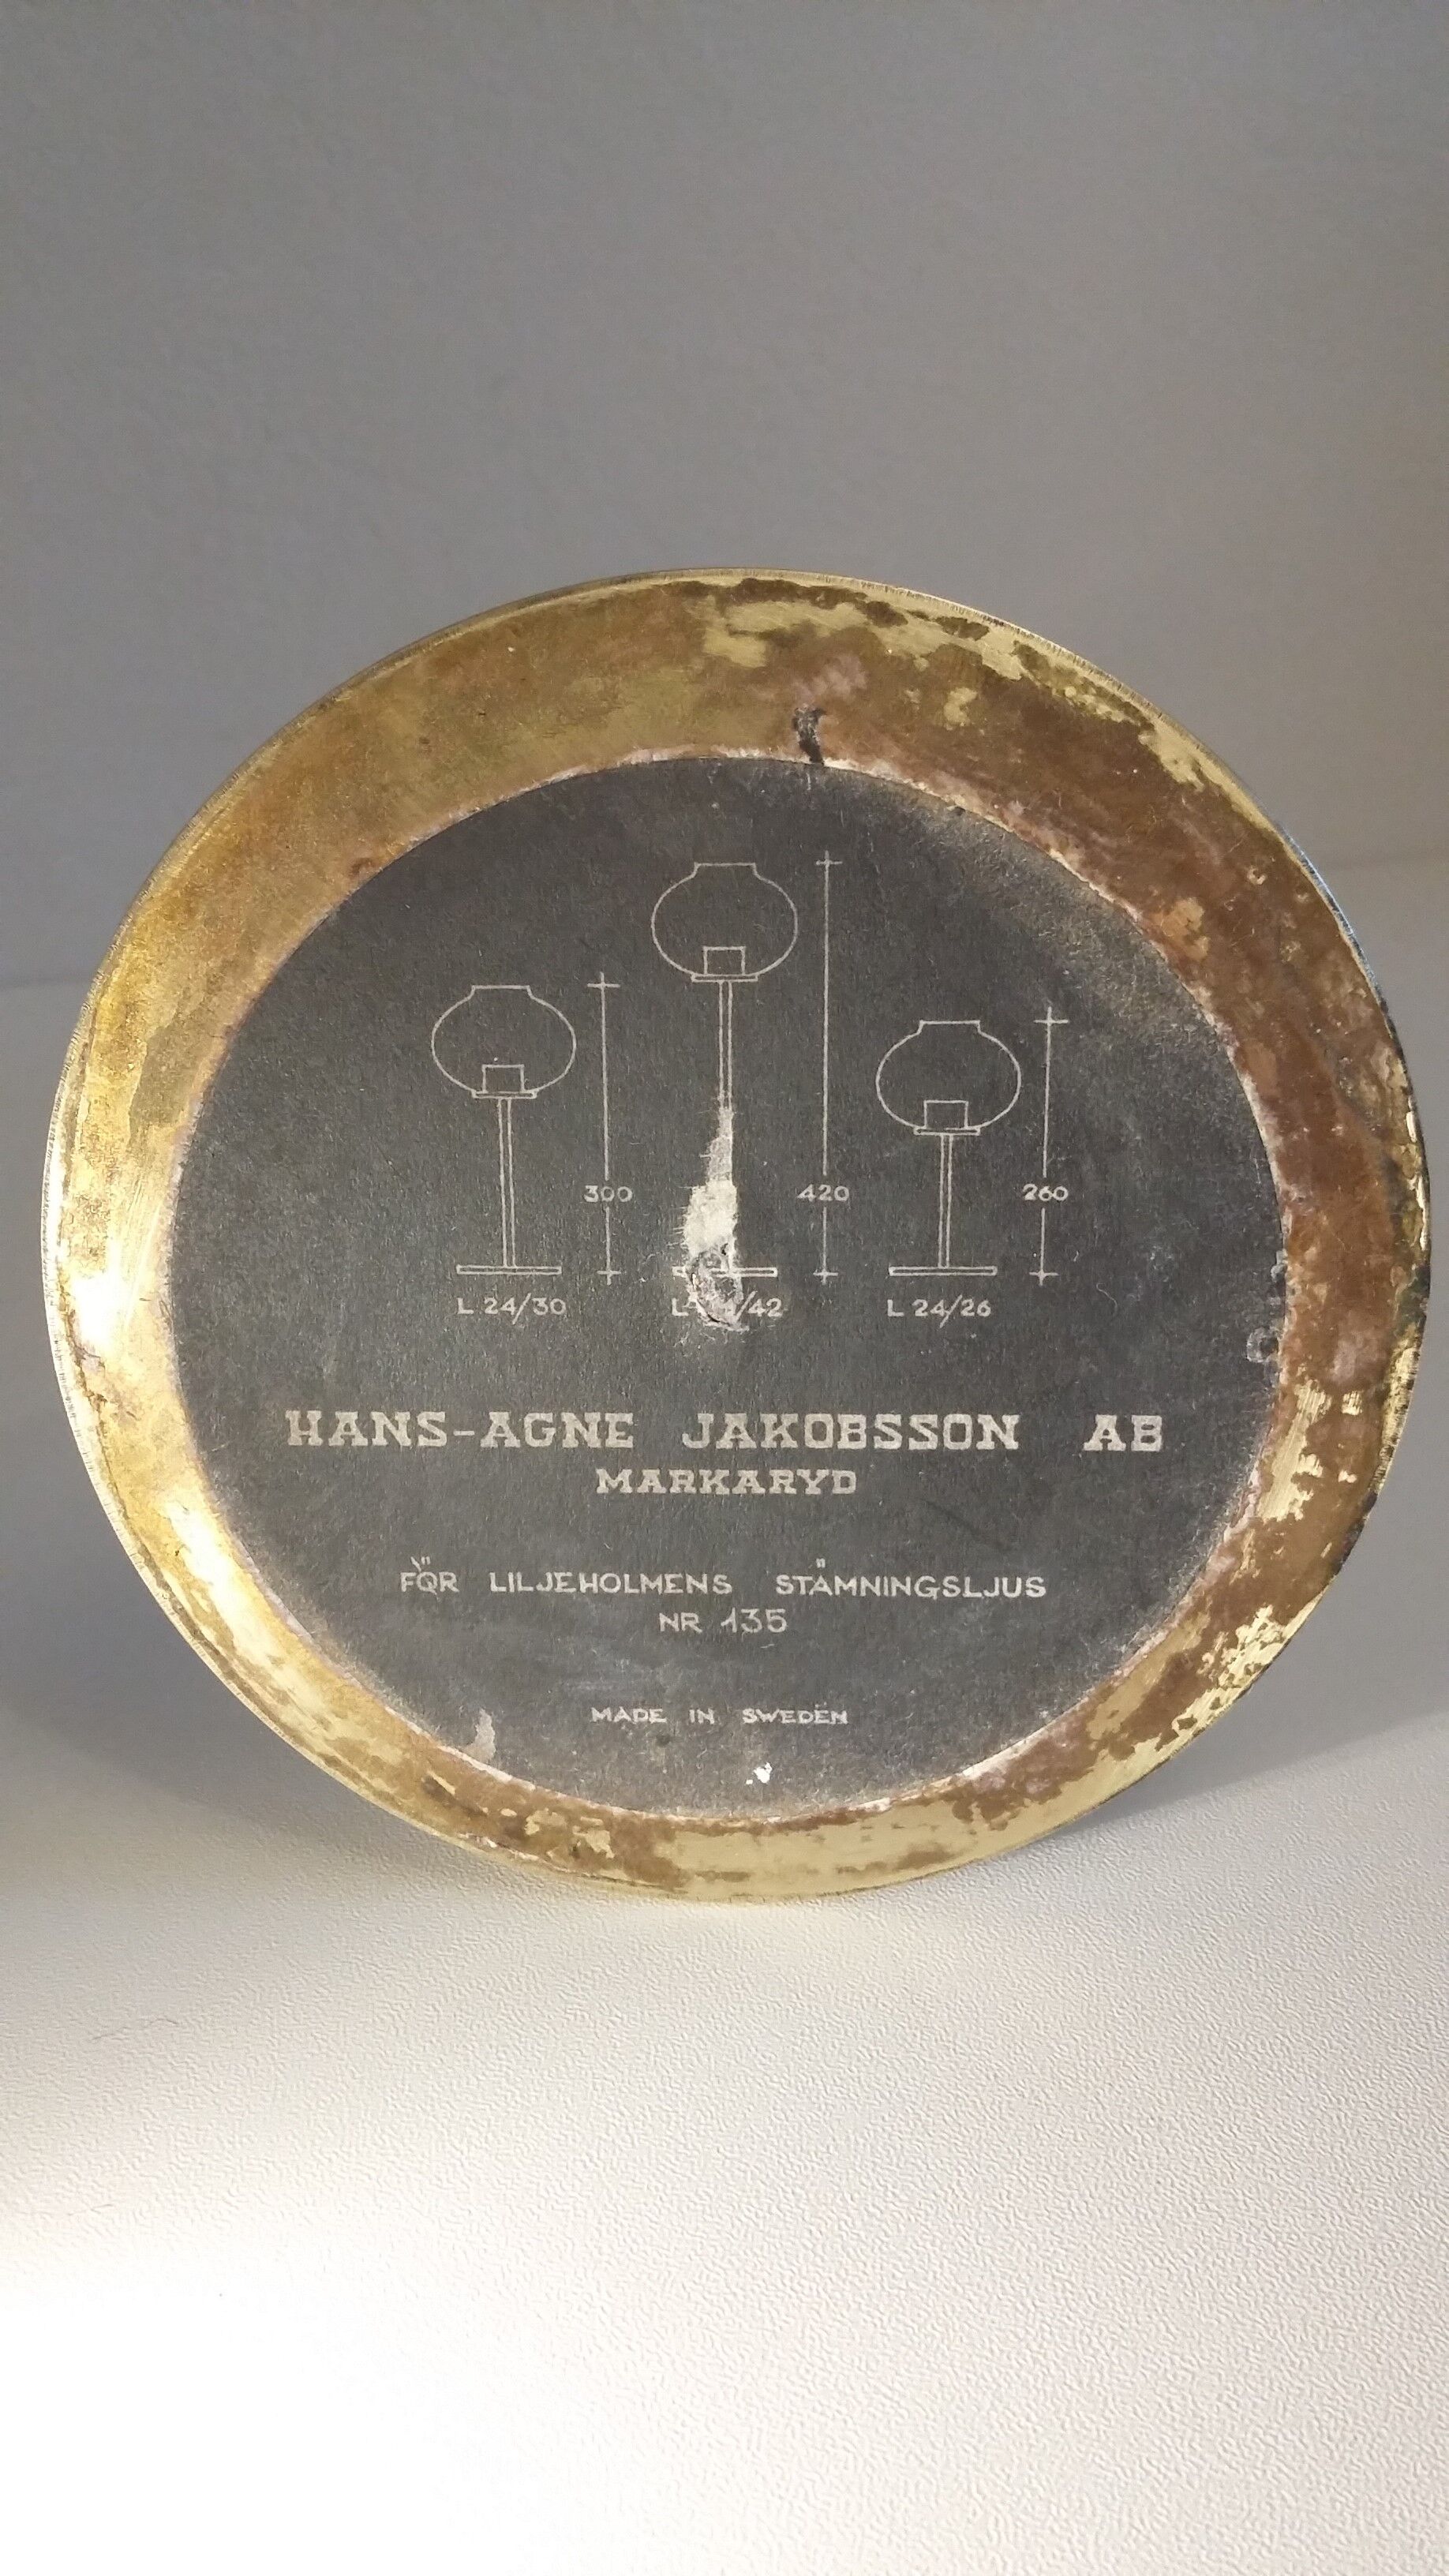 300 420 260
L 24/30 L /42 L 24/26
HANS-AGNE JAKOBSSON AB
MARKARYD
FÖR LILJEHOLMENS STÄMNINGSLJUS
NR 135
MADE IN SWEDEN